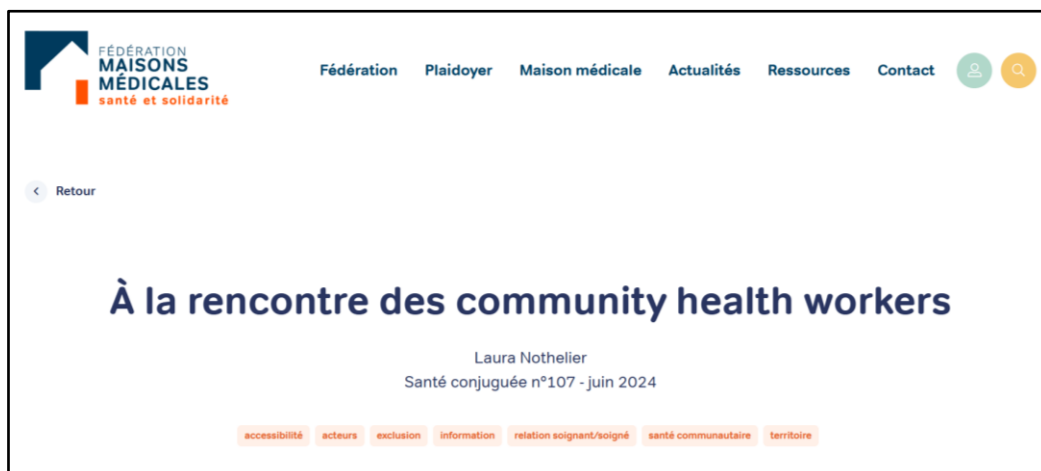 FÉDÉRATION
MAISONS
MÉDICALES
santé et solidarité
Fédération Plaidoyer Maison médicale Actualités Ressources Contact
Retour
À la rencontre des community health workers
Laura Nothelier
Santé conjuguée n°107 - juin 2024
accessibilité acteurs exclusion information relation soignant/soigné santé communautaire territoire